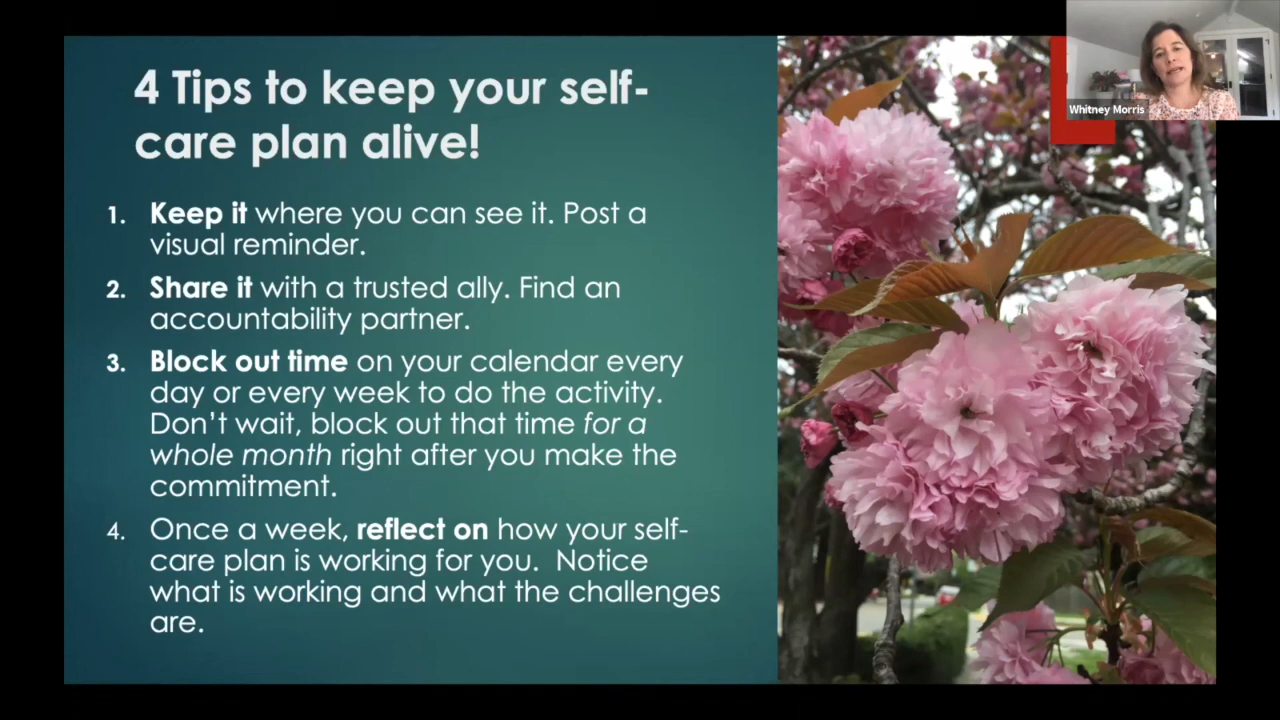 4 Tips to keep your self-
care plan alive!
1. Keep it where you can see it. Post a
visual reminder.
2. Share it with a trusted ally. Find an
accountability partner.
3. Block out time on your calendar every
day or every week to do the activity.
Don't wait, block out that time for a
whole month right after you make the
commitment.
4. Once a week, reflect on how your self-
care plan is working for you.  Notice
what is working and what the challenges
are.
Whitney Morris